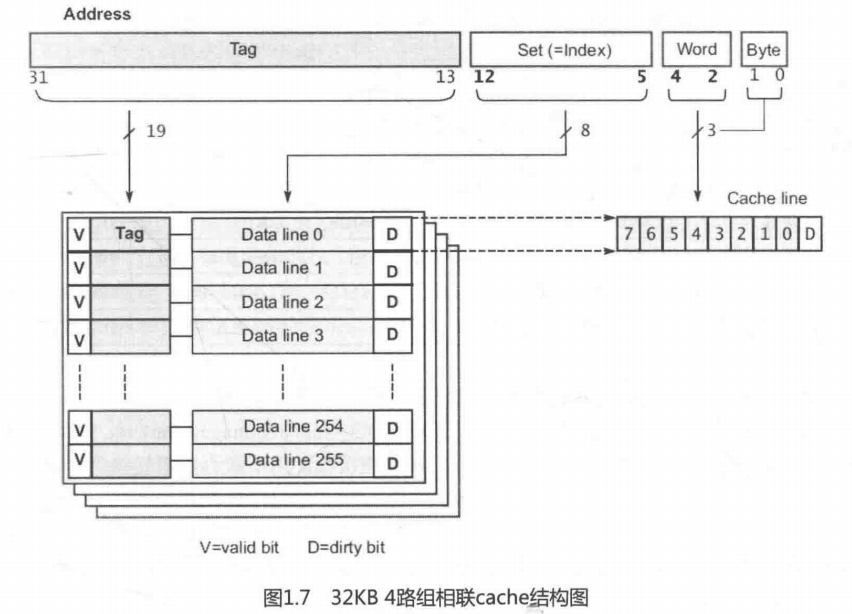 Address
Tag Set (=Index) Word Byte
31 13 12 5 4 2 1 0
19 8 3
Cache line
V Tag Data line 0 D 7 6 5 4 3 2 1 0 D
V Data line 1 D
V Data line 2 D
V Data line 3 D
V Data line 254 D
V Data line 255 D
V=valid bit D=dirty bit
图1.7 32KB 4路组相联cache结构图